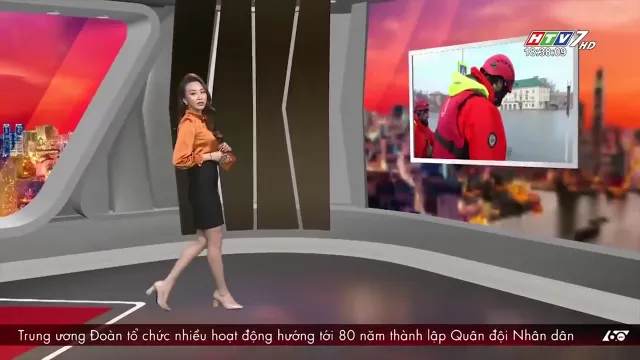 HTV7 HD
18:38:09
Trung ương Đoàn tổ chức nhiều hoạt động hướng tới 80 năm thành lập Quân đội Nhân dân
60